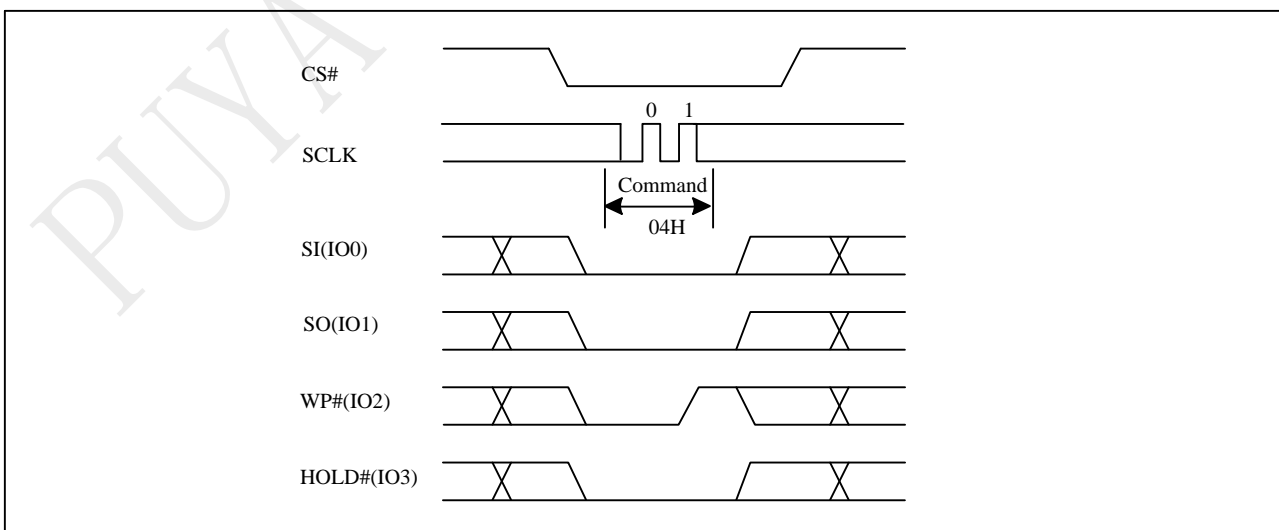 PUYA
CS#
0 1
SCLK
Command
04H
SI(IO0)
SO(IO1)
WP#(IO2)
HOLD#(IO3)